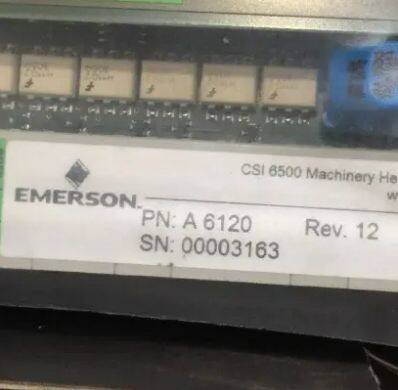 CSI 6500 Machinery He
EMERSON
PN: A 6120 Rev. 12
SN: 00003163